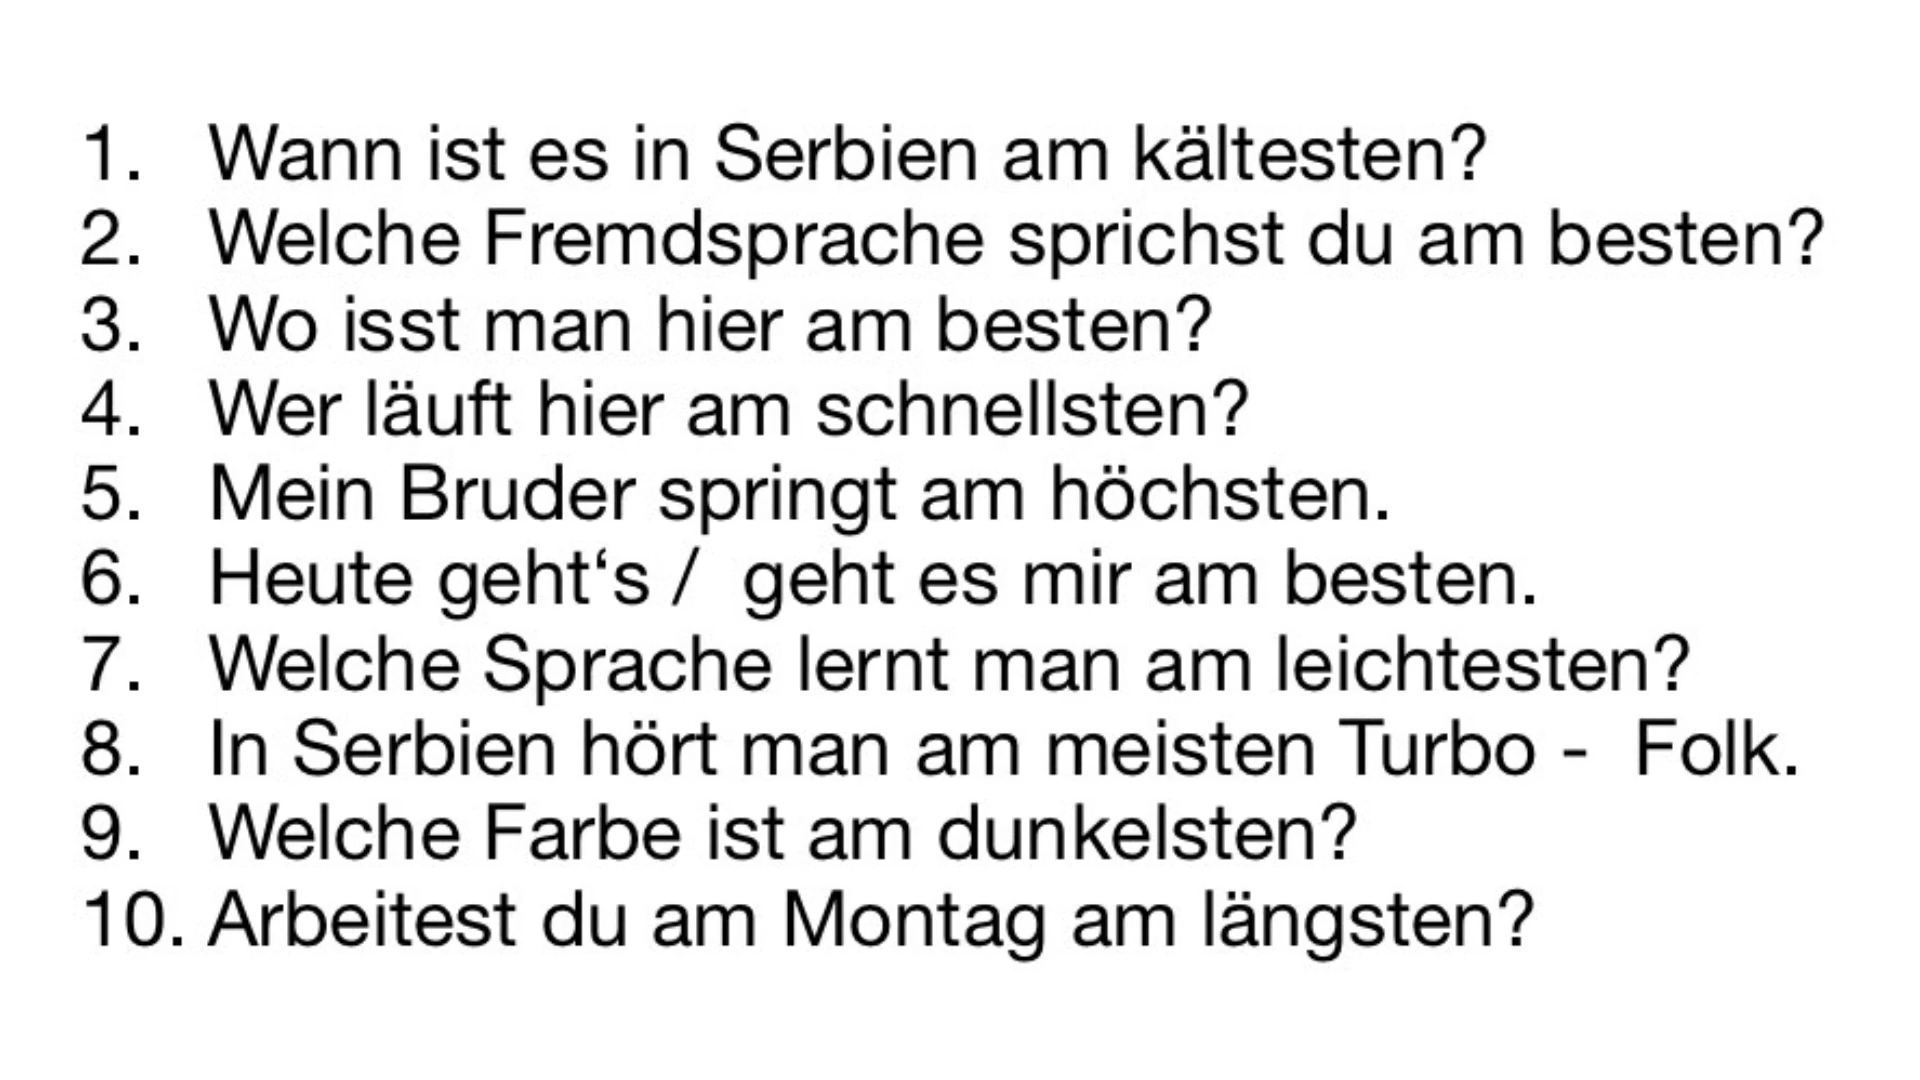 1. Wann ist es in Serbien am kältesten?
2. Welche Fremdsprache sprichst du am besten?
3. Wo isst man hier am besten?
4. Wer läuft hier am schnellsten?
5. Mein Bruder springt am höchsten.
6. Heute geht‘s /  geht es mir am besten.
7. Welche Sprache lernt man am leichtesten?
8. In Serbien hört man am meisten Turbo -  Folk.
9. Welche Farbe ist am dunkelsten?
10. Arbeitest du am Montag am längsten?